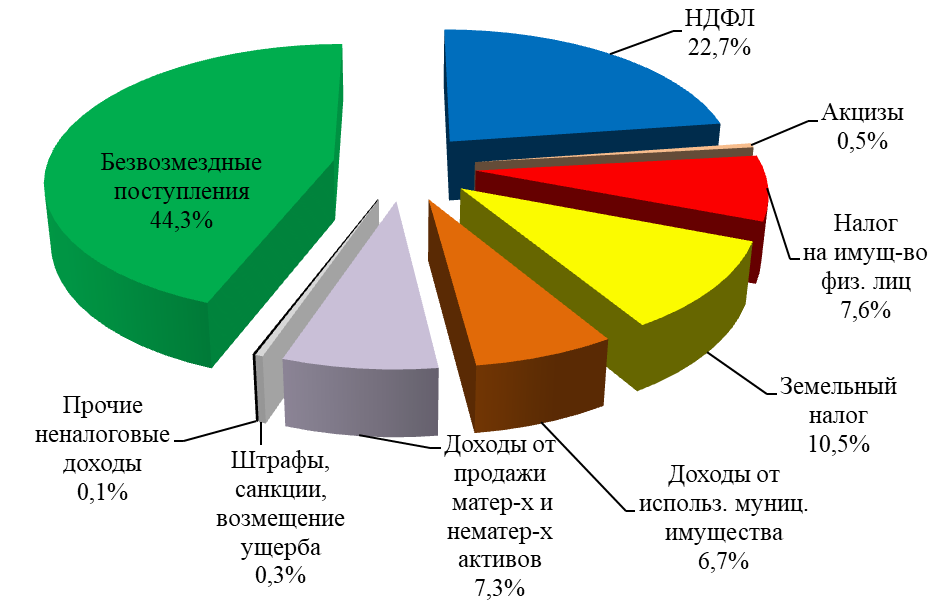 НДФЛ
22,7%
Акцизы
0,5%
Налог
на имущ-во
физ. лиц
7,6%
Земельный
налог
10,5%
Доходы от
использ. муниц.
имущества
6,7%
Доходы от
продажи
матер-х и
нематер-х
активов
7,3%
Штрафы,
санкции,
возмещение
ущерба
0,3%
Прочие
неналоговые
доходы
0,1%
Безвозмездные
поступления
44,3%